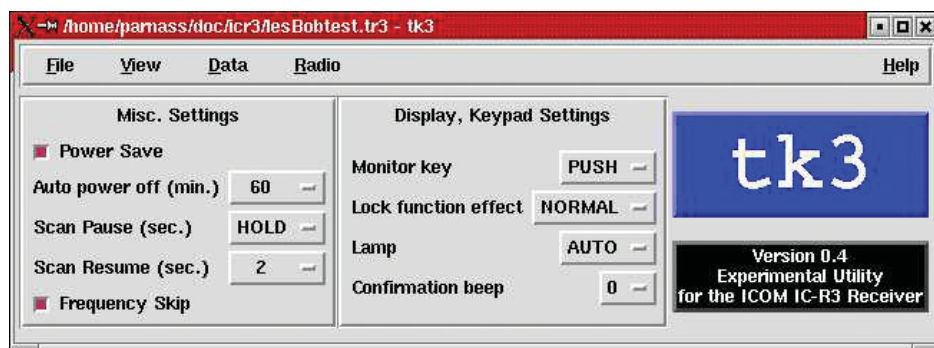 /home/parnass/doc/icr3/lesBobtest.tr3 - tk3
File View Data Radio Help
Misc. Settings
Power Save
Auto power off (min.) 60
Scan Pause (sec.) HOLD
Scan Resume (sec.) 2
Frequency Skip
Display, Keypad Settings
Monitor key PUSH
Lock function effect NORMAL
Lamp AUTO
Confirmation beep 0
tk3
Version 0.4
Experimental Utility
for the ICOM IC-R3 Receiver